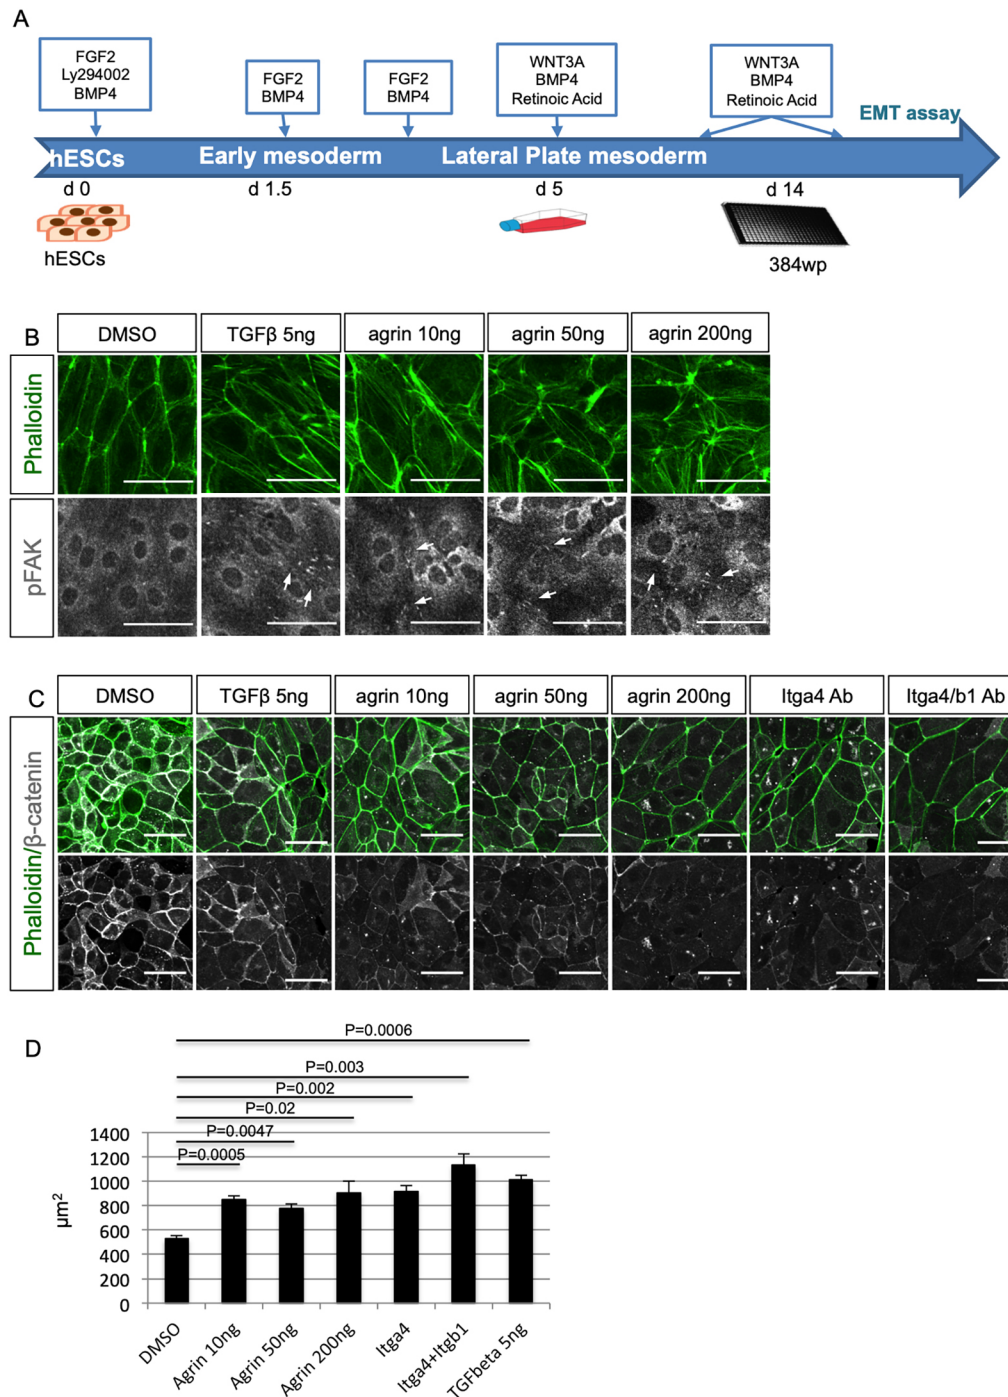 A
FGF2
Ly294002
BMP4
FGF2
BMP4
FGF2
BMP4
WNT3A
BMP4
Retinoic Acid
WNT3A
BMP4
Retinoic Acid
EMT assay
hESCs
Early mesoderm
Lateral Plate mesoderm
d 0
d 1.5
d 5
d 14
hESCs
384wp
B
DMSO
TGFβ 5ng
agrin 10ng
agrin 50ng
agrin 200ng
Phalloidin
pFAK
C
DMSO
TGFβ 5ng
agrin 10ng
agrin 50ng
agrin 200ng
Itga4 Ab
Itga4/b1 Ab
Phalloidin/β-catenin
D
P=0.0006
P=0.003
P=0.002
P=0.02
P=0.0047
P=0.0005
1400
1200
1000
800
600
400
200
0
µm²
DMSO
Agrin 10ng
Agrin 50ng
Agrin 200ng
Itga4
Itga4+Itgb1
TGFbeta 5ng